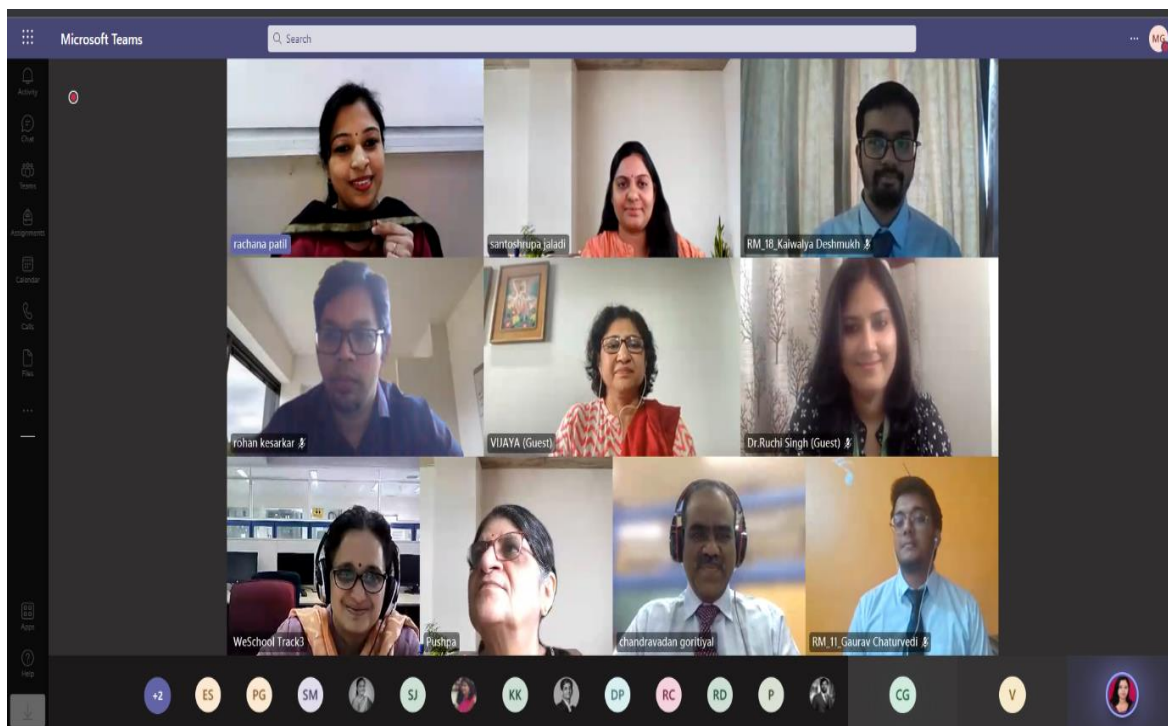 Microsoft Teams
Search
...
MG
Activity
Chat
Teams
Assignments
Calendar
Calls
Files
...
Apps
Help
rachana patil
santoshrupa jaladi
RM_18_Kaiwalya Deshmukh
rohan kesarkar
VIJAYA (Guest)
Dr.Ruchi Singh (Guest)
WeSchool Track3
Pushpa
chandravadan goritiyal
RM_11_Gaurav Chaturvedi
+2
ES
PG
SM
SJ
KK
DP
RC
RD
P
CG
V